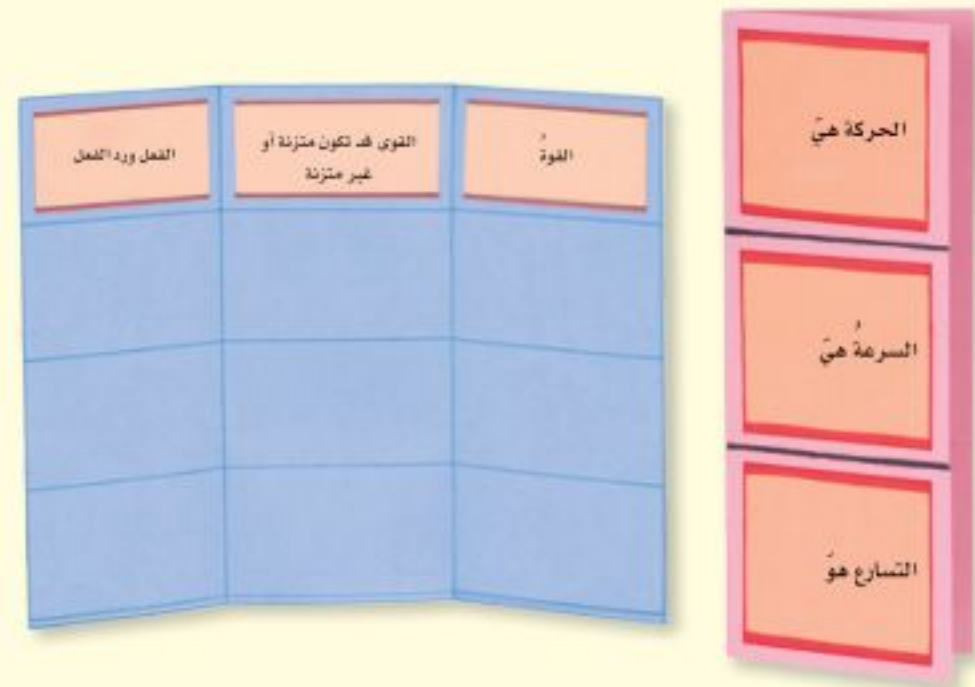 الحركة هيَ
السرعةُ هيَ
التسارع هوَ
القوةُ
القوى قد تكون متزنة أو
غير متزنة
الفعل ورد الفعل